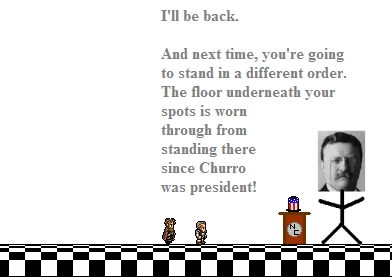 I'll be back.
And next time, you're going
to stand in a different order.
The floor underneath your
spots is worn
through from
standing there
since Churro
was president!